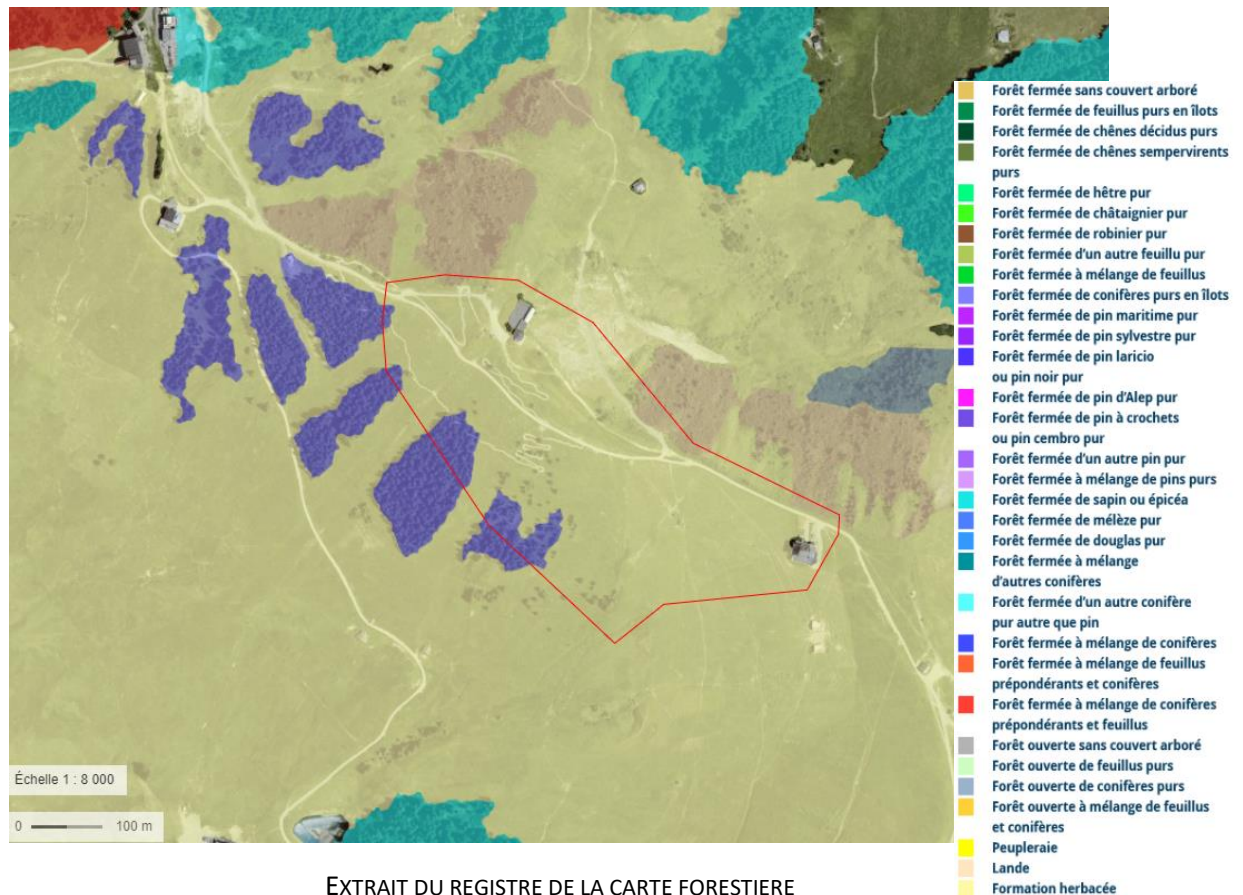 Forêt fermée sans couvert arboré
Forêt fermée de feuillus purs en îlots
Forêt fermée de chênes décidus purs
Forêt fermée de chênes sempervirents
purs
Forêt fermée de hêtre pur
Forêt fermée de châtaignier pur
Forêt fermée de robinier pur
Forêt fermée d'un autre feuillu pur
Forêt fermée à mélange de feuillus
Forêt fermée de conifères purs en îlots
Forêt fermée de pin maritime pur
Forêt fermée de pin sylvestre pur
Forêt fermée de pin laricio
ou pin noir pur
Forêt fermée de pin d'Alep pur
Forêt fermée de pin à crochets
ou pin cembro pur
Forêt fermée d'un autre pin pur
Forêt fermée à mélange de pins purs
Forêt fermée de sapin ou épicéa
Forêt fermée de mélèze pur
Forêt fermée de douglas pur
Forêt fermée à mélange
d'autres conifères
Forêt fermée d'un autre conifère
pur autre que pin
Forêt fermée à mélange de conifères
Forêt fermée à mélange de feuillus
prépondérants et conifères
Forêt fermée à mélange de conifères
prépondérants et feuillus
Forêt ouverte sans couvert arboré
Forêt ouverte de feuillus purs
Forêt ouverte de conifères purs
Forêt ouverte à mélange de feuillus
et conifères
Peupleraie
Lande
Formation herbacée
Échelle 1 : 8 000
0 100 m
EXTRAIT DU REGISTRE DE LA CARTE FORESTIERE